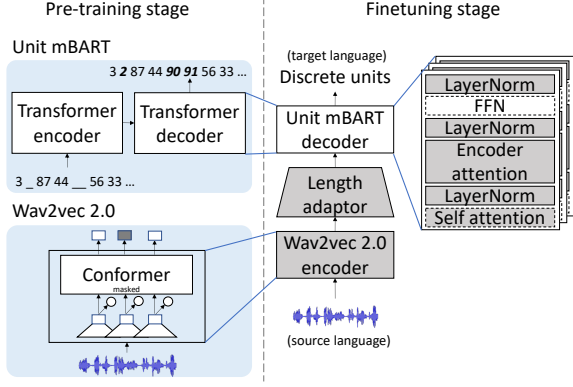 Pre-training stage
Unit mBART
3 2 87 44 90 91 56 33 ...
Transformer
encoder
Transformer
decoder
3 _ 87 44 __ 56 33 ...
Wav2vec 2.0
Conformer
masked
Finetuning stage
(target language)
Discrete units
Unit mBART
decoder
Length
adaptor
Wav2vec 2.0
encoder
(source language)
LayerNorm
FFN
LayerNorm
Encoder
attention
LayerNorm
Self attention